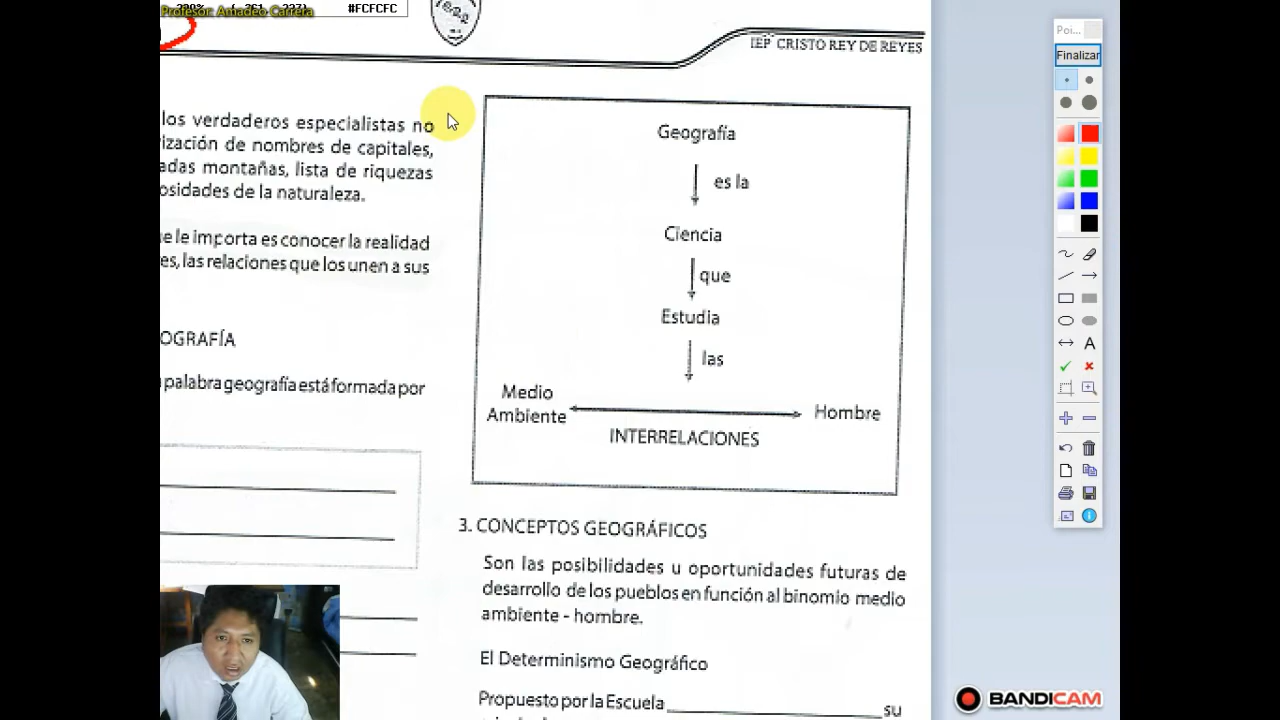 Profesor: Amadeo Carrera
#FCFCFC
IEP CRISTO REY DE REYES
los verdaderos especialistas no
ización de nombres de capitales,
adas montañas, lista de riquezas
osidades de la naturaleza.
e le importa es conocer la realidad
es, las relaciones que los unen a sus
OGRAFÍA
palabra geografía está formada por
Geografía
es la
Ciencia
que
Estudia
las
Medio
Ambiente
Hombre
INTERRELACIONES
3. CONCEPTOS GEOGRÁFICOS
Son las posibilidades u oportunidades futuras de
desarrollo de los pueblos en función al binomio medio
ambiente - hombre.
El Determinismo Geográfico
Propuesto por la Escuela su
Poi...
Finalizar
A
BANDICAM